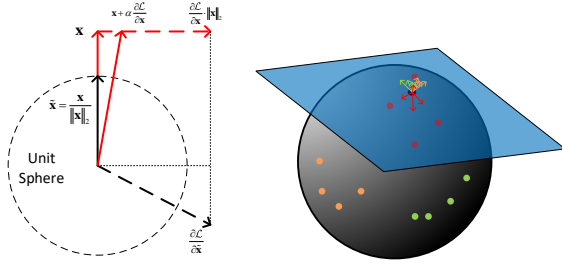 x
x + α ∂ℒ/∂x
∂ℒ/∂x · ‖x‖₂
x̃ = x/‖x‖₂
Unit
Sphere
∂ℒ/∂x̃